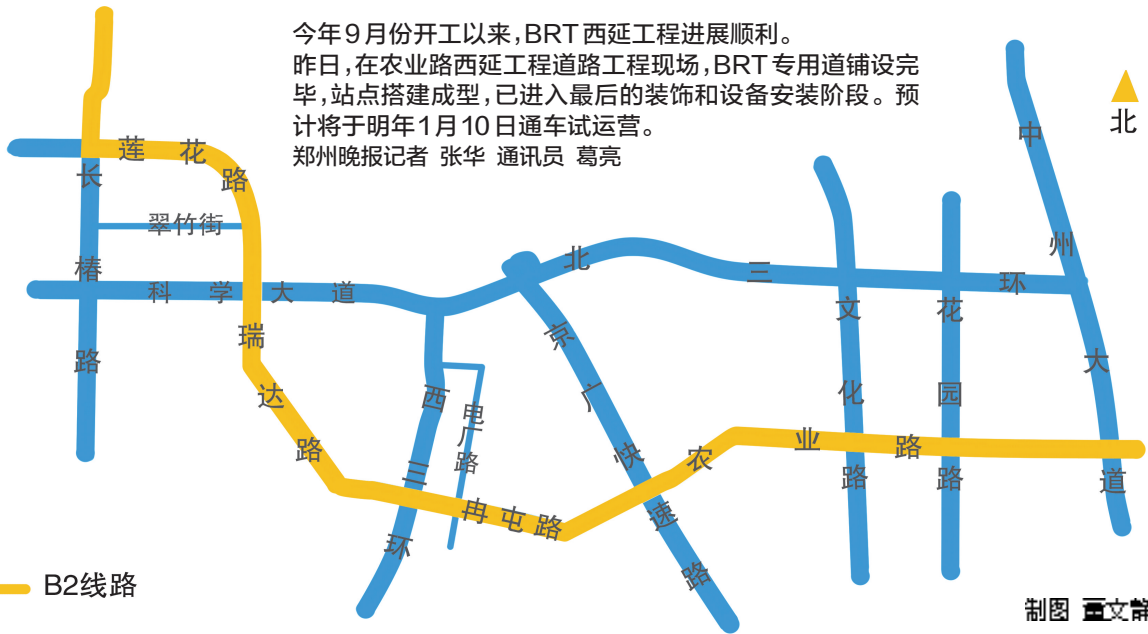 今年9月份开工以来,BRT西延工程进展顺利。
昨日,在农业路西延工程道路工程现场,BRT专用道铺设完
毕,站点搭建成型,已进入最后的装饰和设备安装阶段。预
计将于明年1月10日通车试运营。
郑州晚报记者 张华 通讯员 葛亮
北
莲花路
长椿路
翠竹街
科学大道
瑞达路
北三环
中州大道
文化路
花园路
京广快速路
西三环
电厂路
冉屯路
农业路
B2线路
制图 董文静